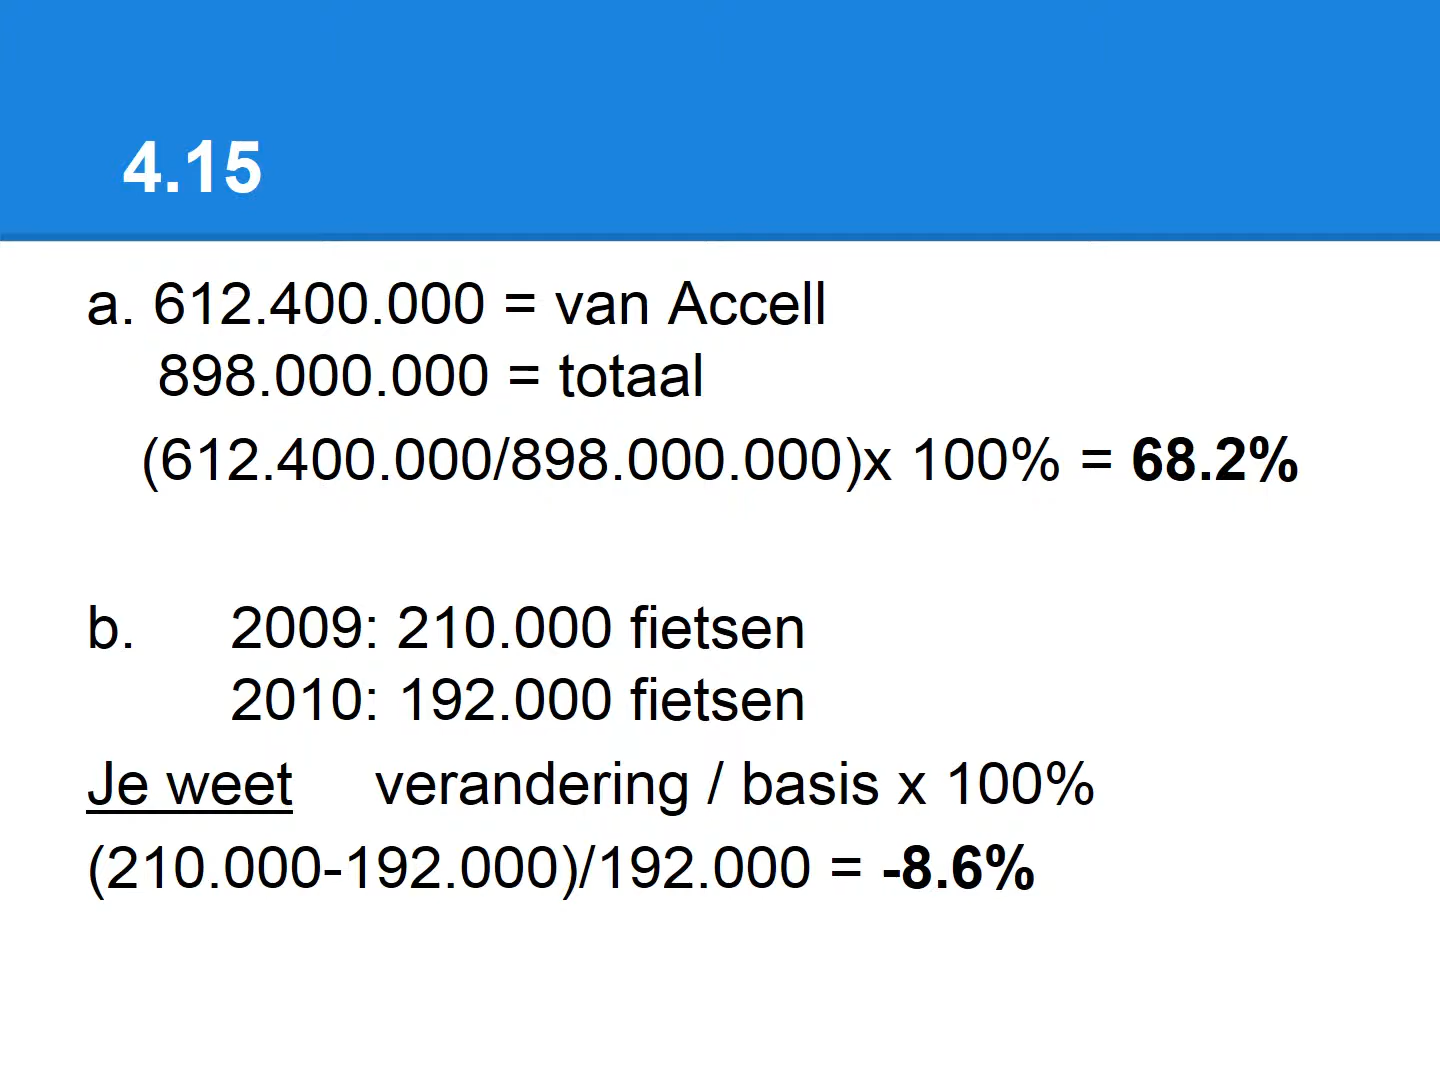 4.15
a. 612.400.000 = van Accell
898.000.000 = totaal
(612.400.000/898.000.000)x 100% = 68.2%
b. 2009: 210.000 fietsen
2010: 192.000 fietsen
Je weet verandering / basis x 100%
(210.000-192.000)/192.000 = -8.6%